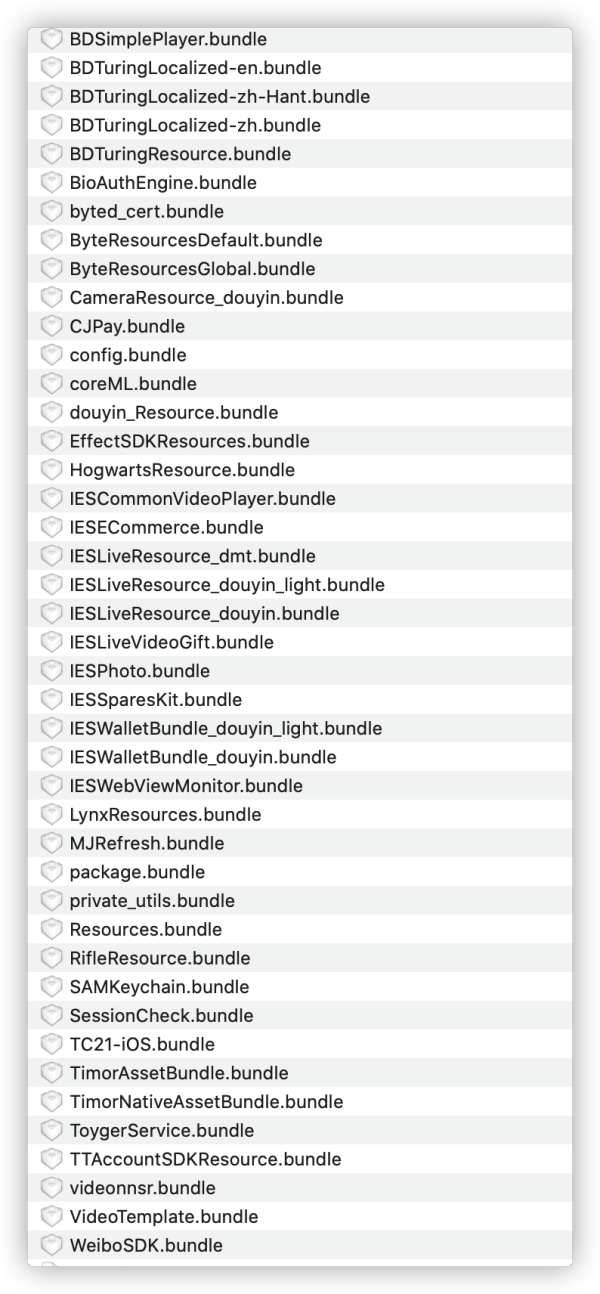 BDSimplePlayer.bundle
BDTuringLocalized-en.bundle
BDTuringLocalized-zh-Hant.bundle
BDTuringLocalized-zh.bundle
BDTuringResource.bundle
BioAuthEngine.bundle
byted_cert.bundle
ByteResourcesDefault.bundle
ByteResourcesGlobal.bundle
CameraResource_douyin.bundle
CJPay.bundle
config.bundle
coreML.bundle
douyin_Resource.bundle
EffectSDKResources.bundle
HogwartsResource.bundle
IESCommonVideoPlayer.bundle
IESECommerce.bundle
IESLiveResource_dmt.bundle
IESLiveResource_douyin_light.bundle
IESLiveResource_douyin.bundle
IESLiveVideoGift.bundle
IESPhoto.bundle
IESSparesKit.bundle
IESWalletBundle_douyin_light.bundle
IESWalletBundle_douyin.bundle
IESWebViewMonitor.bundle
LynxResources.bundle
MJRefresh.bundle
package.bundle
private_utils.bundle
Resources.bundle
RifleResource.bundle
SAMKeychain.bundle
SessionCheck.bundle
TC21-iOS.bundle
TimorAssetBundle.bundle
TimorNativeAssetBundle.bundle
ToygerService.bundle
TTAccountSDKResource.bundle
videonnsr.bundle
VideoTemplate.bundle
WeiboSDK.bundle